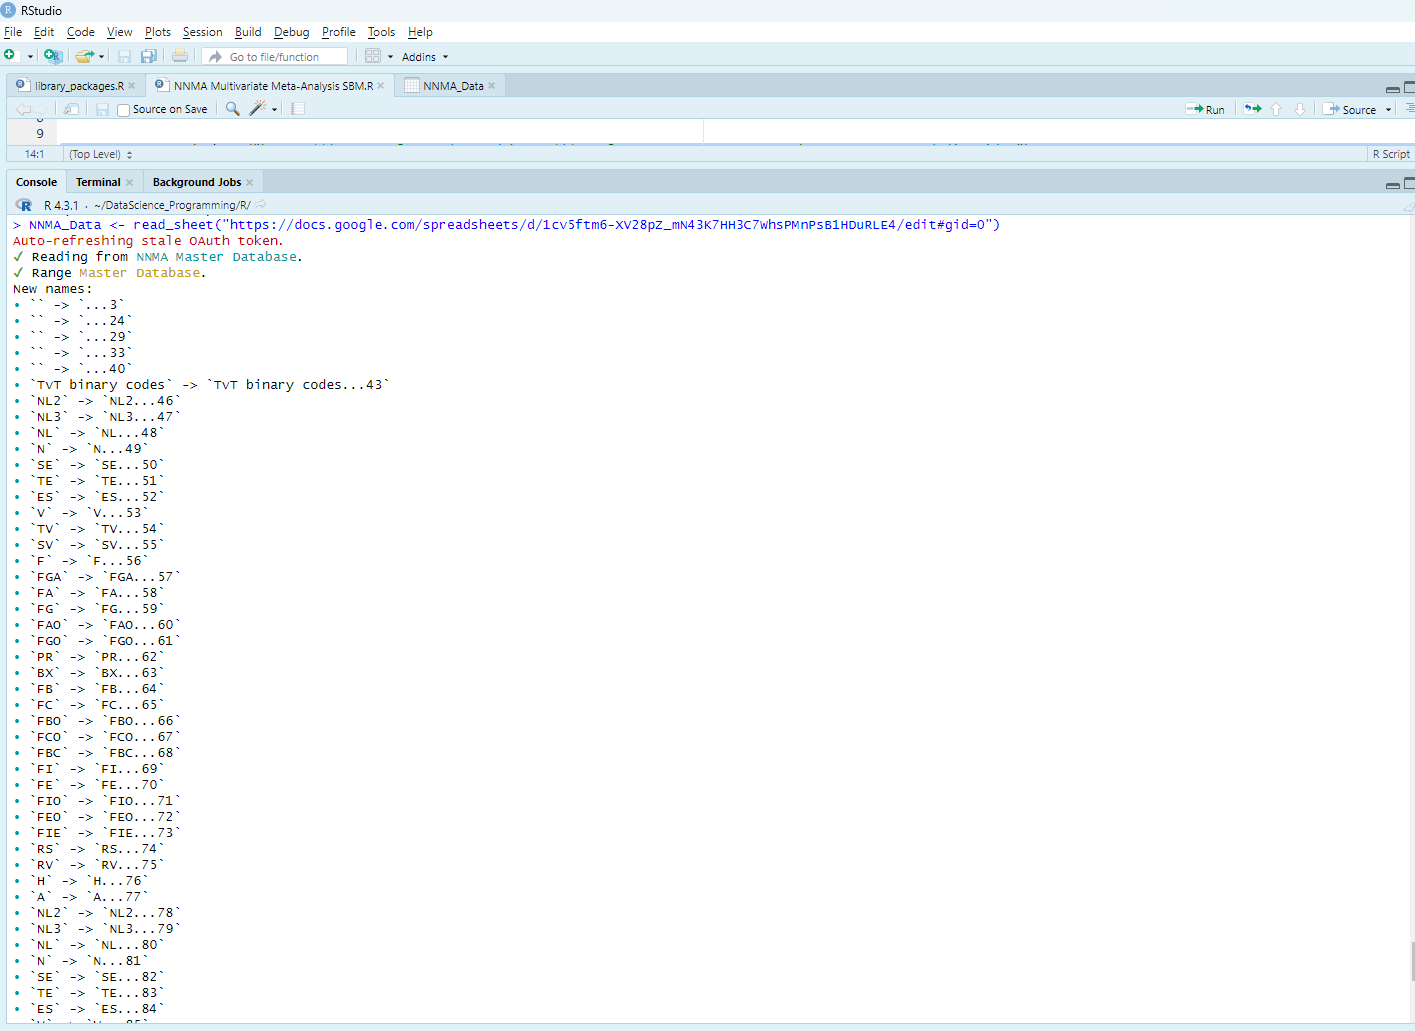 RStudio
File Edit Code View Plots Session Build Debug Profile Tools Help
Go to file/function Addins
library_packages.R NNMA Multivariate Meta-Analysis SBM.R NNMA_Data
Source on Save Run Source
9
14:1 (Top Level) R Script
Console Terminal Background Jobs
R 4.3.1 · ~/DataScience_Programming/R/
> NNMA_Data <- read_sheet("https://docs.google.com/spreadsheets/d/1cv5ftm6-XV28pZ_mN43K7HH3C7WhsPMnPsB1HDuRLE4/edit#gid=0")
Auto-refreshing stale OAuth token.
✓ Reading from NNMA Master Database.
✓ Range Master Database.
New names:
• `` -> `...3`
• `` -> `...24`
• `` -> `...29`
• `` -> `...33`
• `` -> `...40`
• `TvT binary codes` -> `TvT binary codes...43`
• `NL2` -> `NL2...46`
• `NL3` -> `NL3...47`
• `NL` -> `NL...48`
• `N` -> `N...49`
• `SE` -> `SE...50`
• `TE` -> `TE...51`
• `ES` -> `ES...52`
• `V` -> `V...53`
• `TV` -> `TV...54`
• `SV` -> `SV...55`
• `F` -> `F...56`
• `FGA` -> `FGA...57`
• `FA` -> `FA...58`
• `FG` -> `FG...59`
• `FAO` -> `FAO...60`
• `FGO` -> `FGO...61`
• `PR` -> `PR...62`
• `BX` -> `BX...63`
• `FB` -> `FB...64`
• `FC` -> `FC...65`
• `FBO` -> `FBO...66`
• `FCO` -> `FCO...67`
• `FBC` -> `FBC...68`
• `FI` -> `FI...69`
• `FE` -> `FE...70`
• `FIO` -> `FIO...71`
• `FEO` -> `FEO...72`
• `FIE` -> `FIE...73`
• `RS` -> `RS...74`
• `RV` -> `RV...75`
• `H` -> `H...76`
• `A` -> `A...77`
• `NL2` -> `NL2...78`
• `NL3` -> `NL3...79`
• `NL` -> `NL...80`
• `N` -> `N...81`
• `SE` -> `SE...82`
• `TE` -> `TE...83`
• `ES` -> `ES...84`